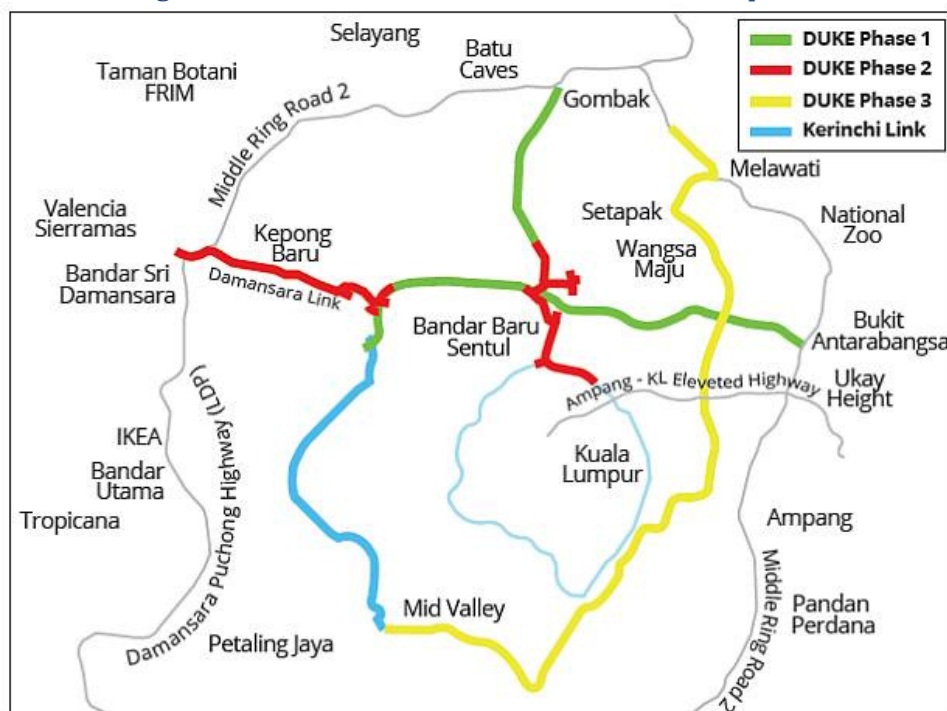 Selayang
Batu
Caves
Taman Botani
FRIM
Gombak
DUKE Phase 1
DUKE Phase 2
DUKE Phase 3
Kerinchi Link
Middle Ring Road 2
Melawati
Valencia
Sierramas
Kepong
Baru
Setapak
National
Zoo
Wangsa
Maju
Bandar Sri
Damansara
Damansara Link
Bandar Baru
Sentul
Bukit
Antarabangsa
Ampang - KL Eleveted Highway
Ukay
Height
Damansara Puchong Highway (LDP)
IKEA
Bandar
Utama
Tropicana
Kuala
Lumpur
Ampang
Mid Valley
Petaling Jaya
Pandan
Perdana
Middle Ring Road 2